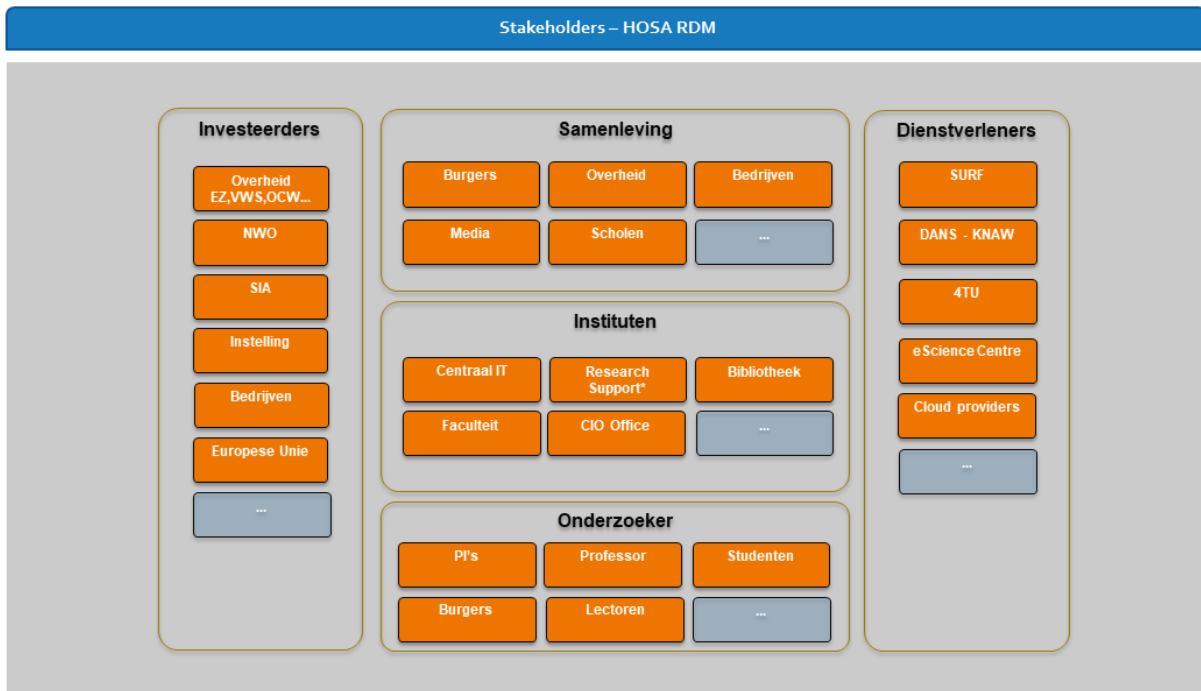 Stakeholders – HOSA RDM
Investeerders
Overheid
EZ,VWS,OCW...
NWO
SIA
Instelling
Bedrijven
Europese Unie
...
Samenleving
Burgers
Overheid
Bedrijven
Media
Scholen
...
Instituten
Centraal IT
Research
Support*
Bibliotheek
Faculteit
CIO Office
...
Onderzoeker
PI's
Professor
Studenten
Burgers
Lectoren
...
Dienstverleners
SURF
DANS - KNAW
4TU
eScience Centre
Cloud providers
...